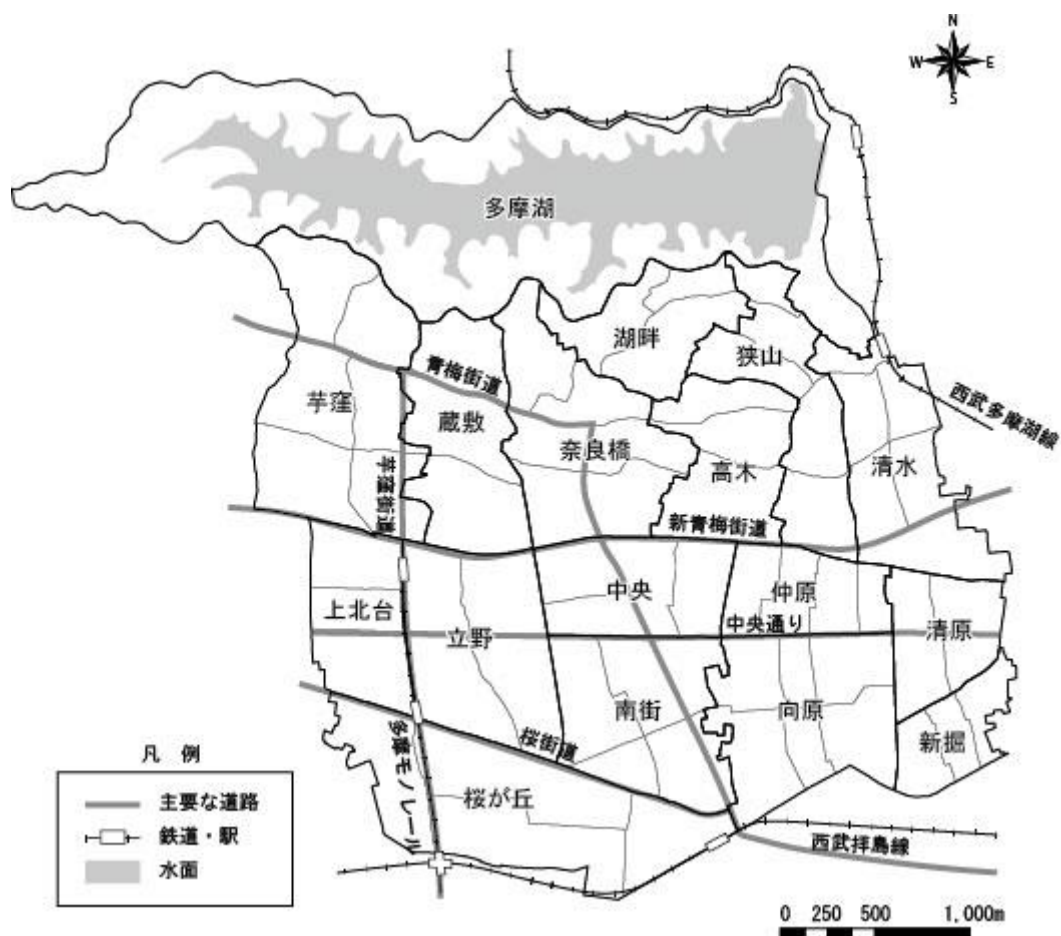 N
W E
S
多摩湖
湖畔
狭山
青梅街道
芋窪
蔵敷
西武多摩湖線
奈良橋
高木
清水
芋窪街道
新青梅街道
上北台
中央
仲原
立野
中央通り
清原
南街
向原
多摩モノレール
桜街道
新堀
桜が丘
西武拝島線
凡 例
主要な道路
鉄道・駅
水面
0 250 500 1,000m